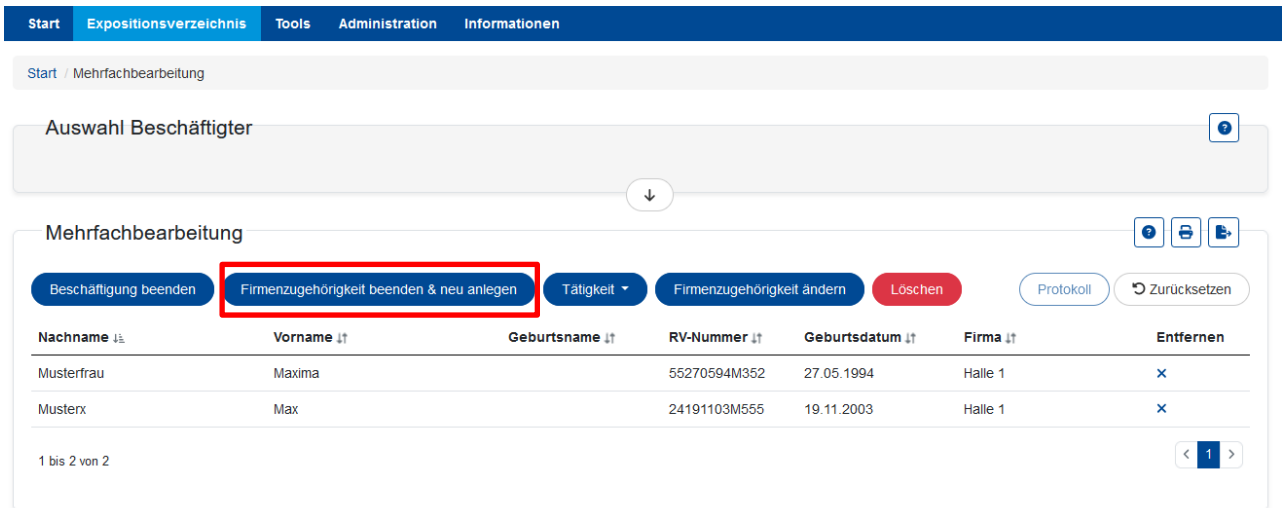 Start Expositionsverzeichnis Tools Administration Informationen
Start / Mehrfachbearbeitung
Auswahl Beschäftigter
Mehrfachbearbeitung
Beschäftigung beenden Firmenzugehörigkeit beenden & neu anlegen Tätigkeit Firmenzugehörigkeit ändern Löschen Protokoll Zurücksetzen
Nachname Vorname Geburtsname RV-Nummer Geburtsdatum Firma Entfernen
Musterfrau Maxima 55270594M352 27.05.1994 Halle 1
Musterx Max 24191103M555 19.11.2003 Halle 1
1 bis 2 von 2 < 1 >